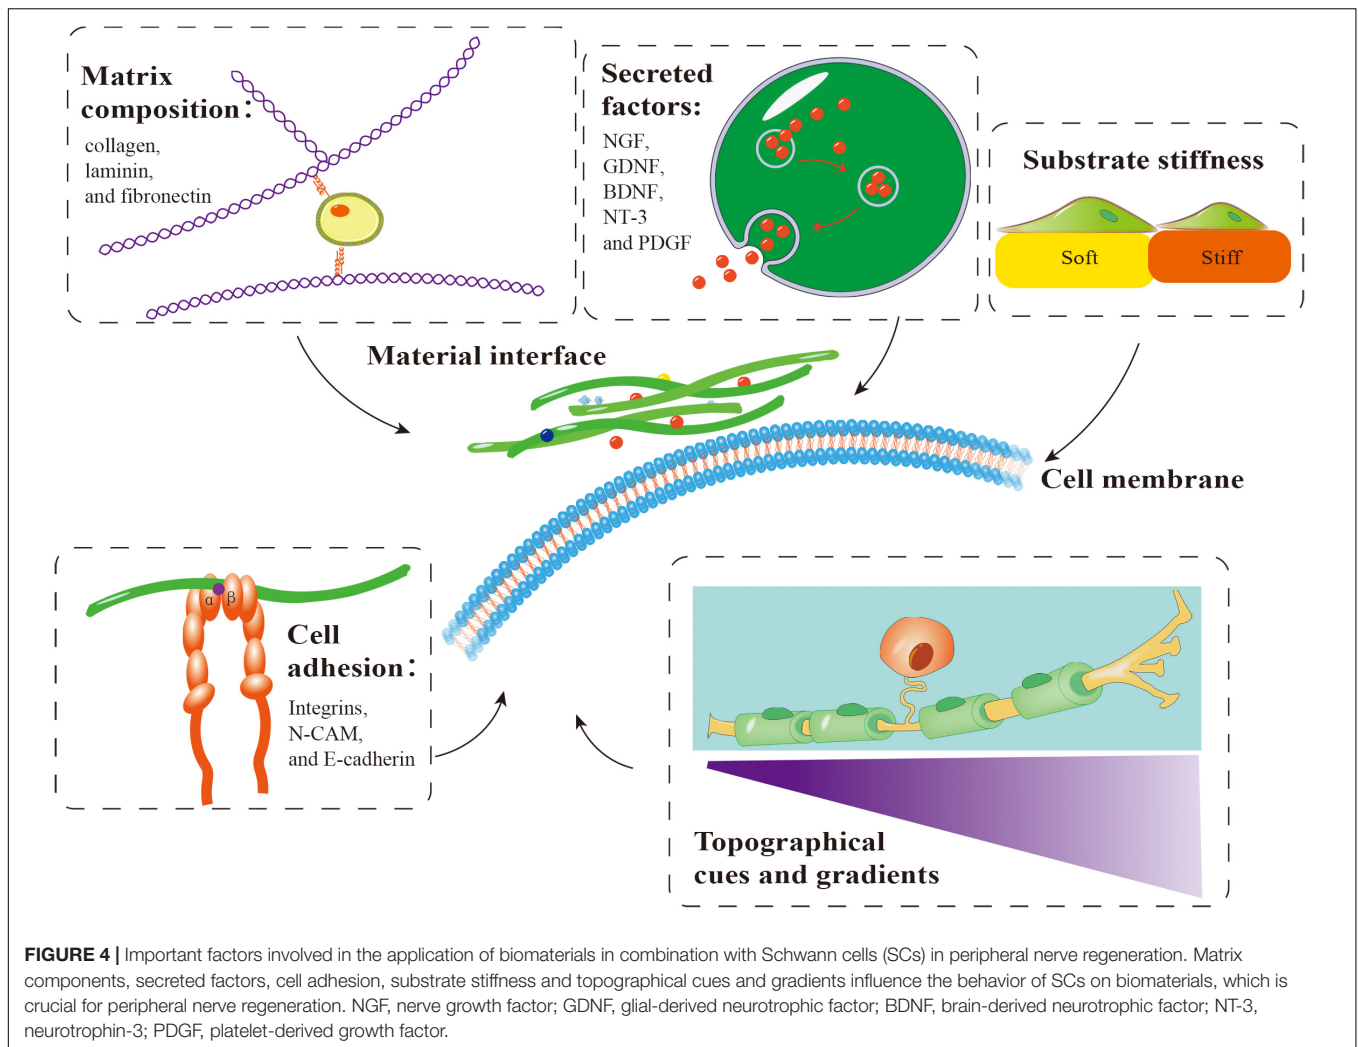 Matrix
composition:
collagen,
laminin,
and fibronectin
Secreted
factors:
NGF,
GDNF,
BDNF,
NT-3
and PDGF
Substrate stiffness
Soft
Stiff
Material interface
Cell membrane
α
β
Cell
adhesion:
Integrins,
N-CAM,
and E-cadherin
Topographical
cues and gradients
FIGURE 4 | Important factors involved in the application of biomaterials in combination with Schwann cells (SCs) in peripheral nerve regeneration. Matrix
components, secreted factors, cell adhesion, substrate stiffness and topographical cues and gradients influence the behavior of SCs on biomaterials, which is
crucial for peripheral nerve regeneration. NGF, nerve growth factor; GDNF, glial-derived neurotrophic factor; BDNF, brain-derived neurotrophic factor; NT-3,
neurotrophin-3; PDGF, platelet-derived growth factor.